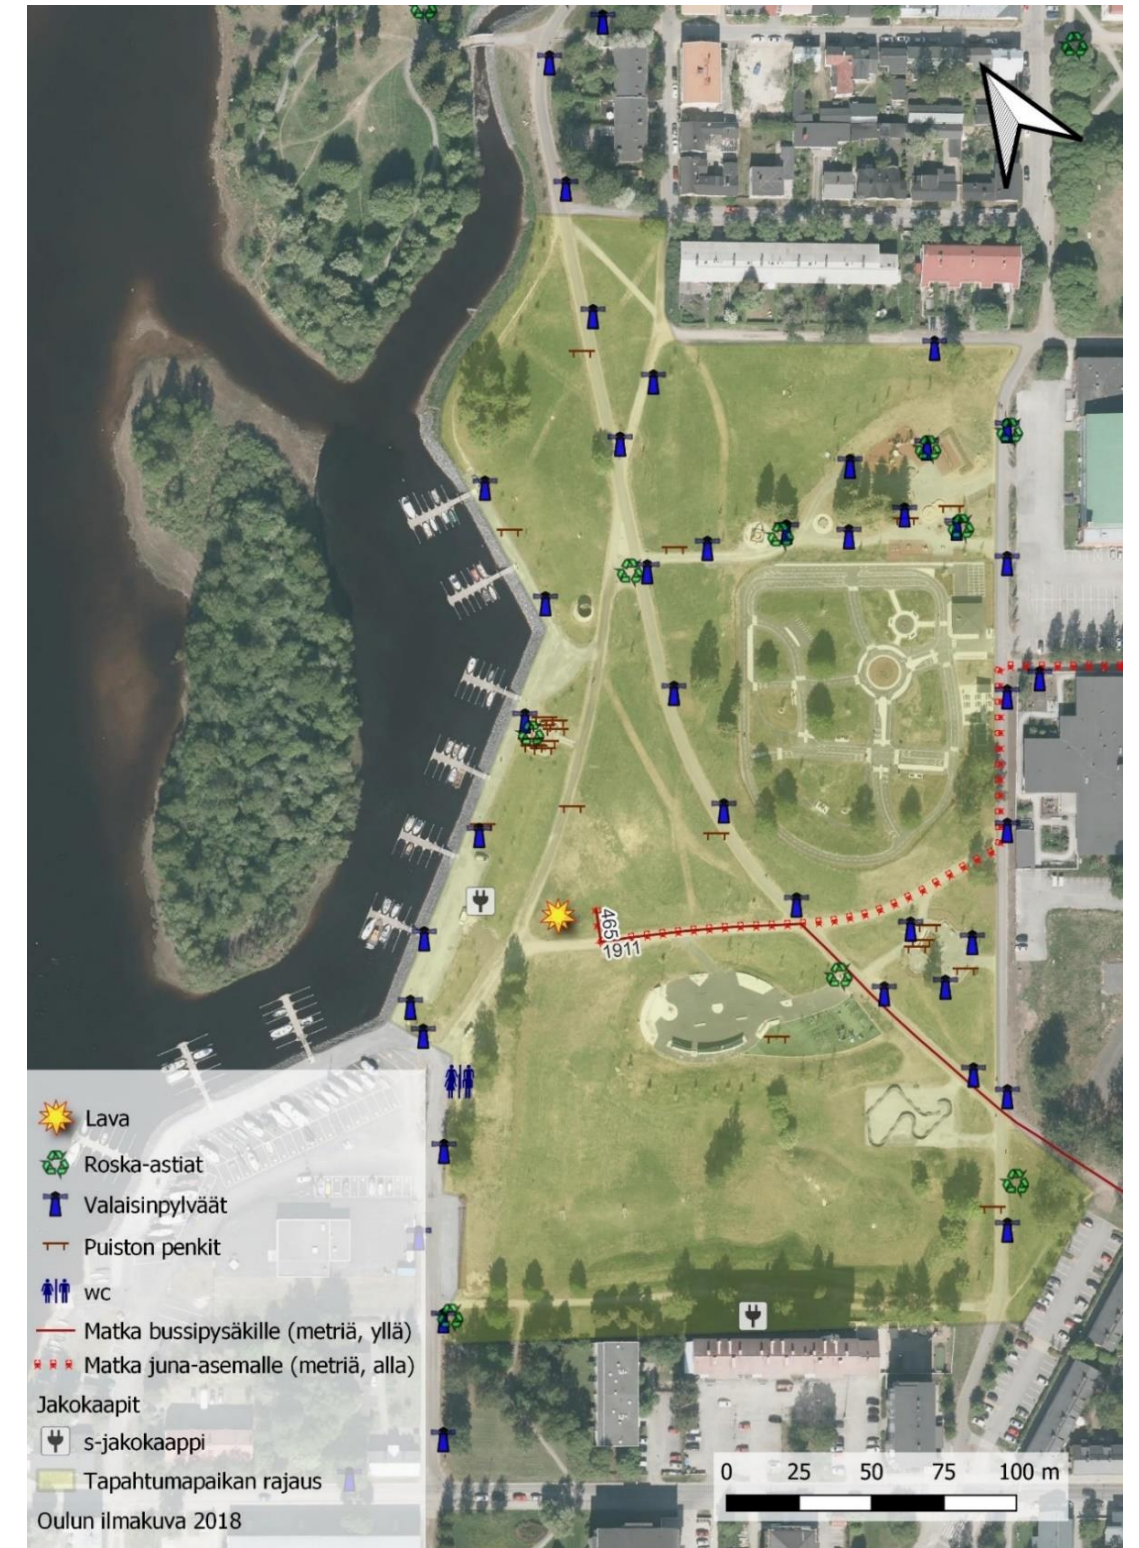 465
1911
Lava
Roska-astiat
Valaisinpylväät
Puiston penkit
wc
Matka bussipysäkille (metriä, yllä)
Matka juna-asemalle (metriä, alla)
Jakokaapit
s-jakokaappi
Tapahtumapaikan rajaus
Oulun ilmakuva 2018
0 25 50 75 100 m